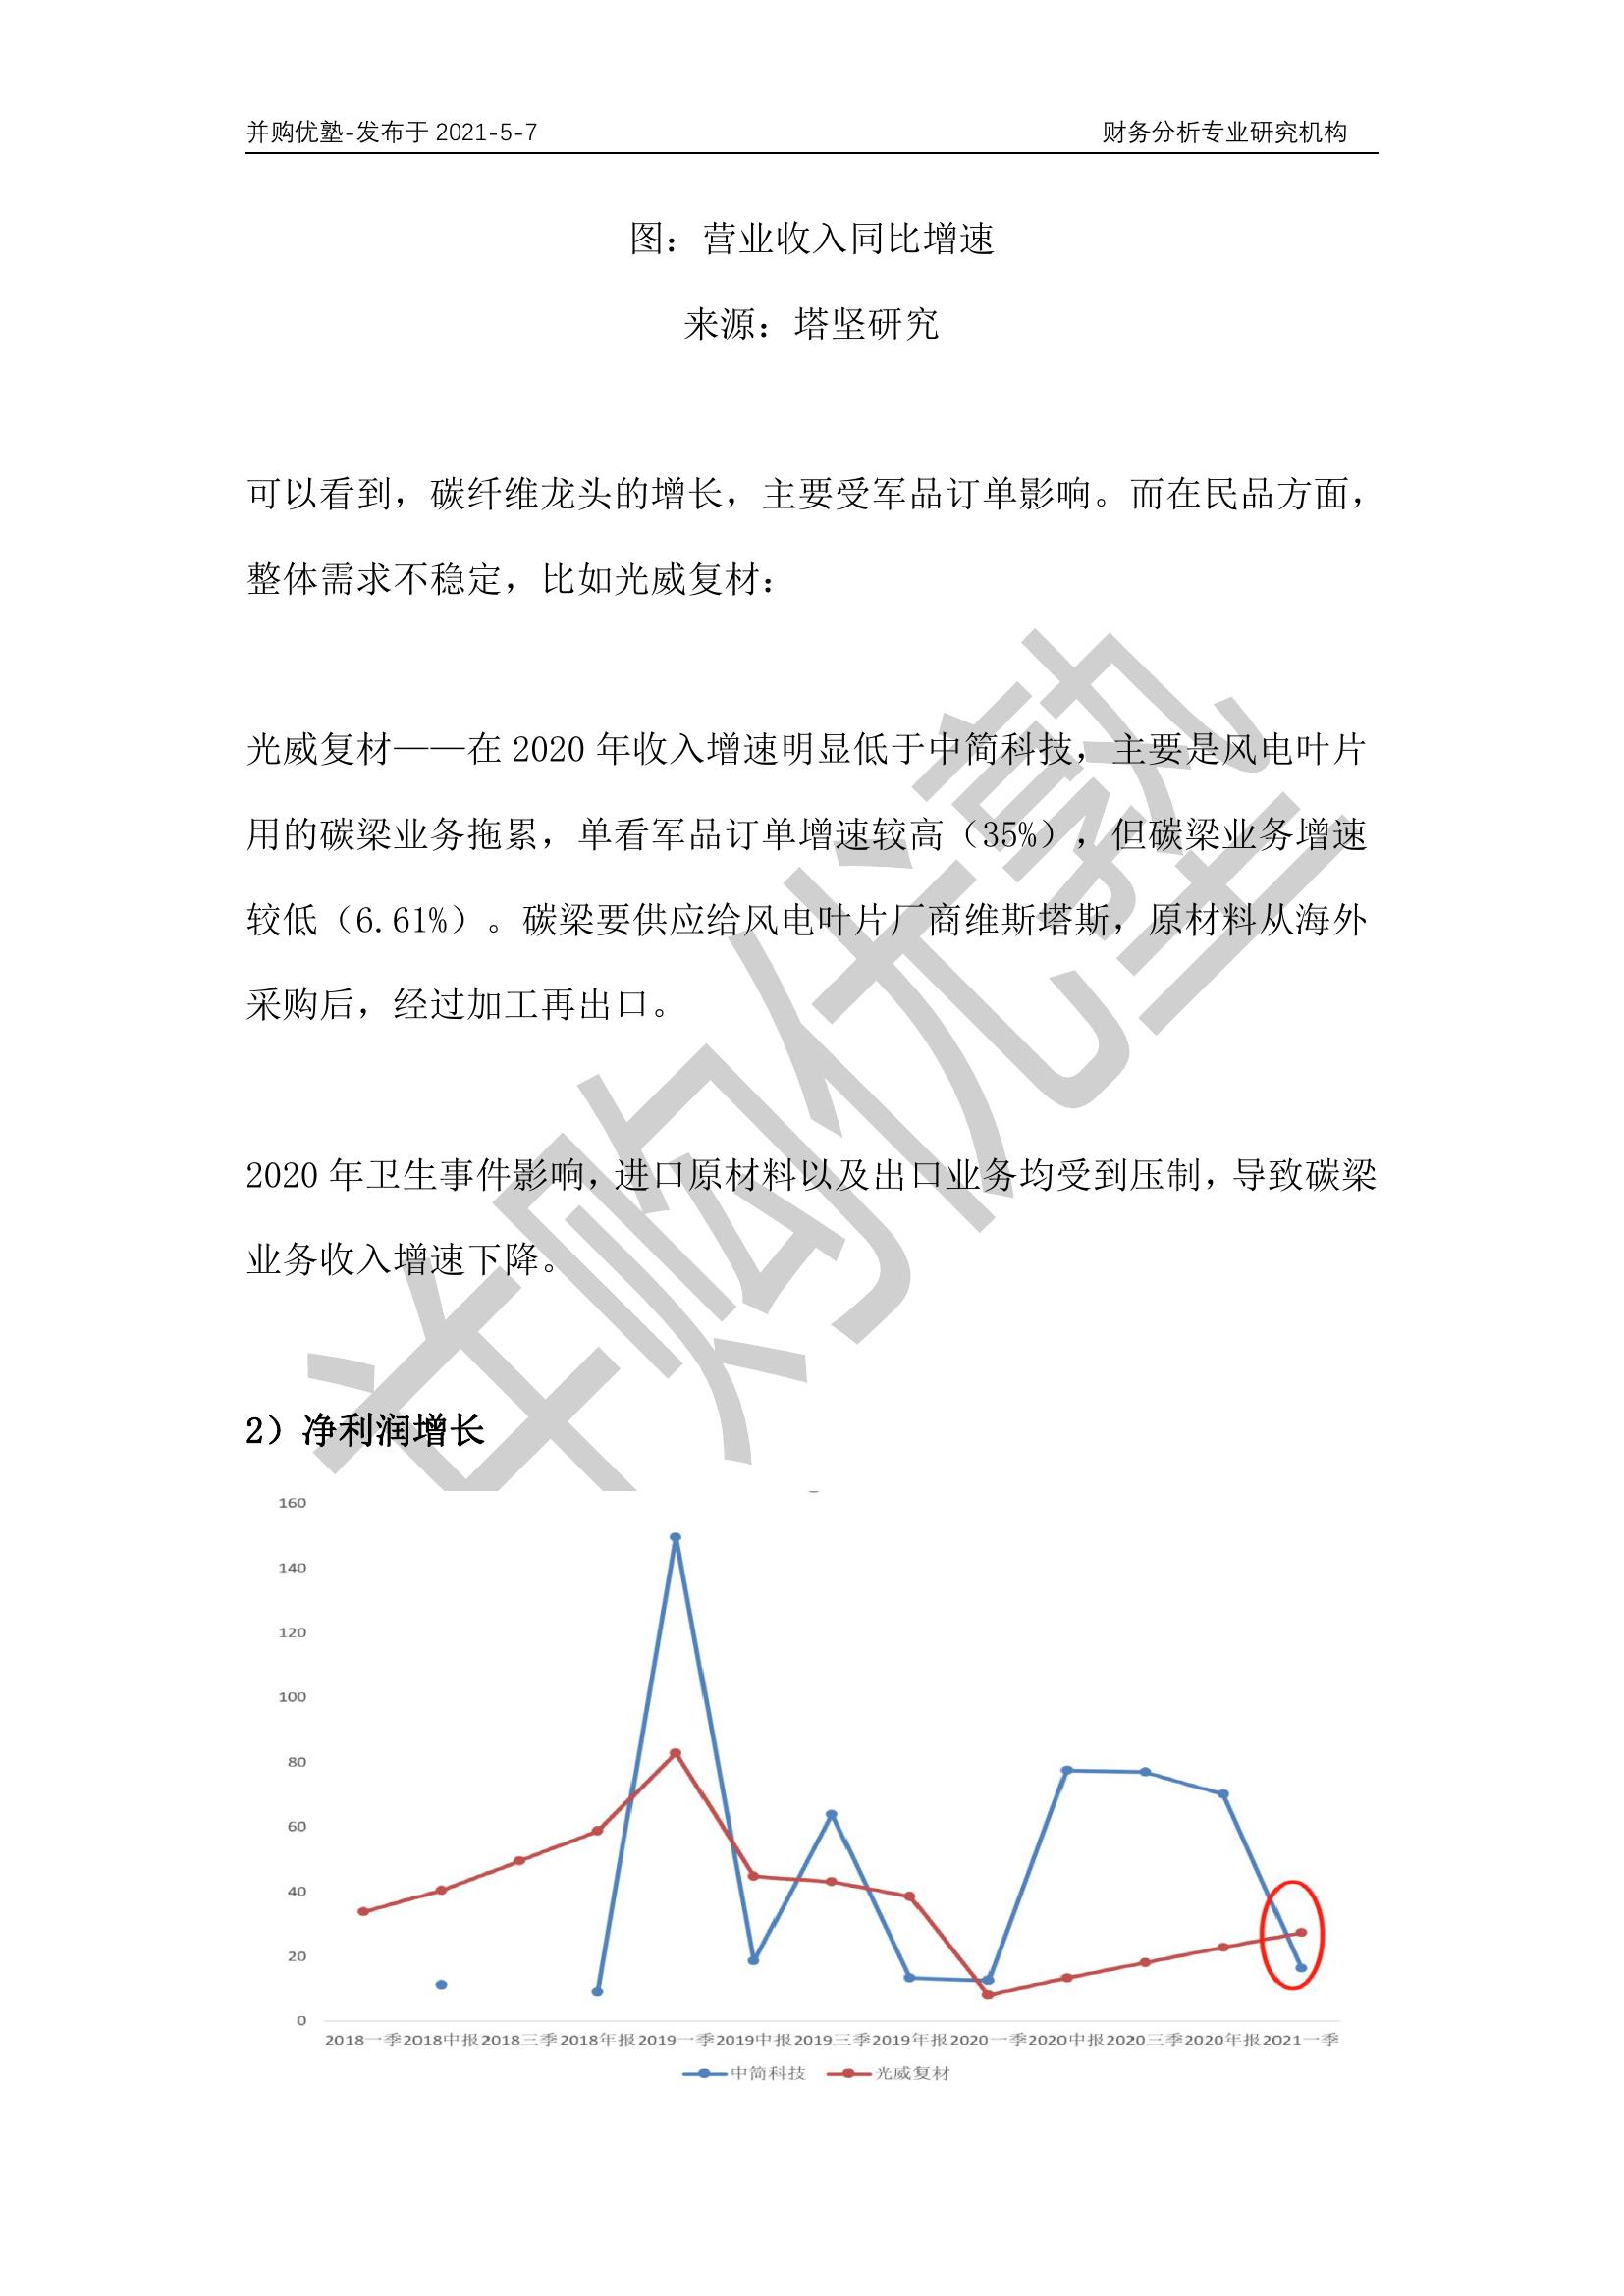 并购优塾-发布于 2021-5-7 财务分析专业研究机构
图：营业收入同比增速
来源：塔坚研究
可以看到，碳纤维龙头的增长，主要受军品订单影响。而在民品方面，
整体需求不稳定，比如光威复材：
光威复材——在 2020 年收入增速明显低于中简科技，主要是风电叶片
用的碳梁业务拖累，单看军品订单增速较高（35%），但碳梁业务增速
较低（6.61%）。碳梁要供应给风电叶片厂商维斯塔斯，原材料从海外
采购后，经过加工再出口。
2020 年卫生事件影响，进口原材料以及出口业务均受到压制，导致碳梁
业务收入增速下降。
并购优塾
2）净利润增长
160
140
120
100
80
60
40
20
0
2018一季 2018中报 2018三季 2018年报 2019一季 2019中报 2019三季 2019年报 2020一季 2020中报 2020三季 2020年报 2021一季
中简科技 光威复材